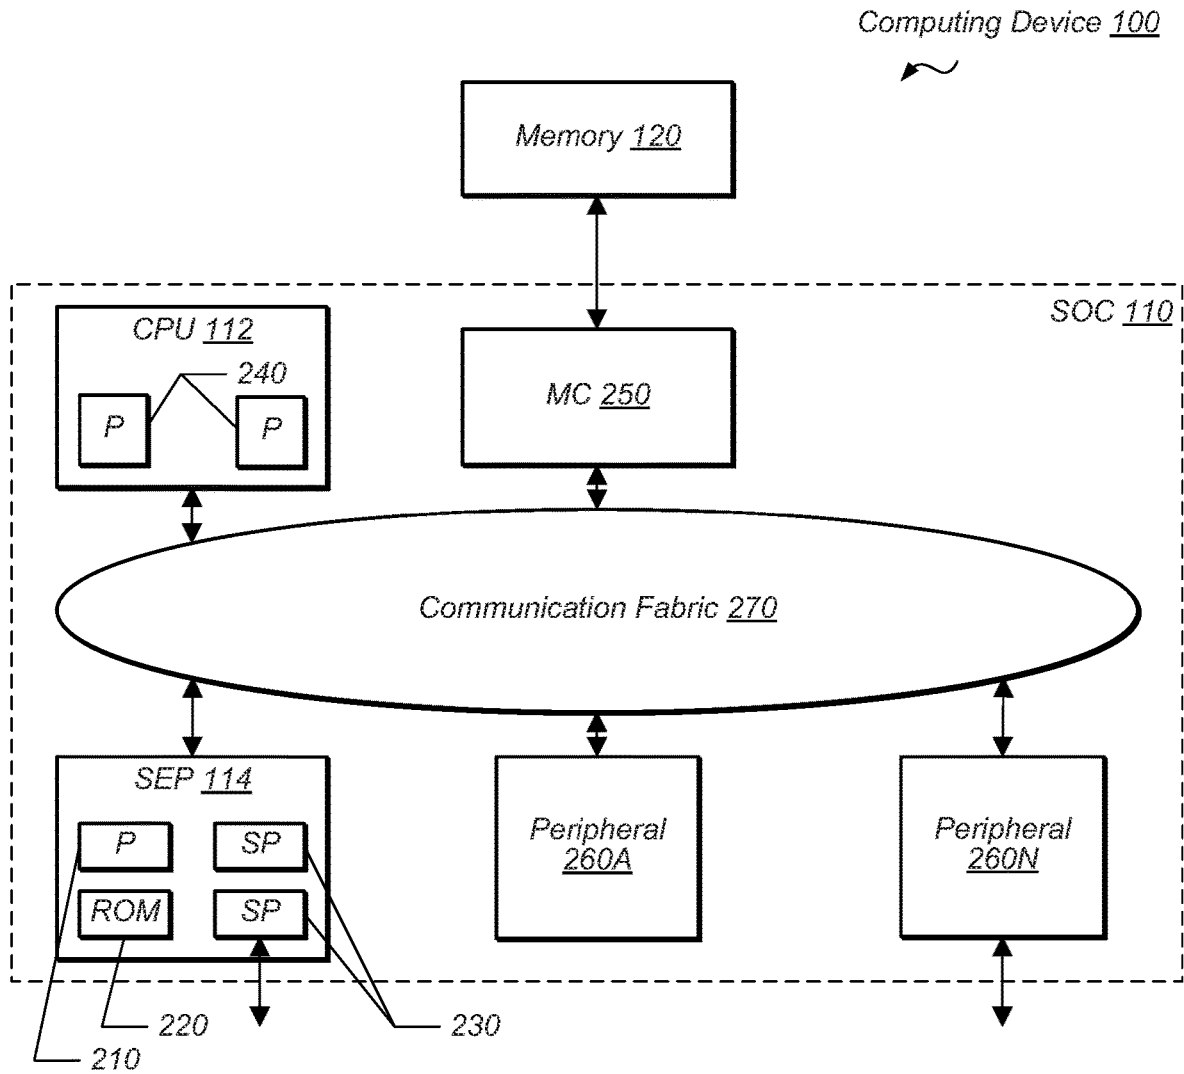 Computing Device 100
Memory 120
SOC 110
CPU 112
240
P
P
MC 250
Communication Fabric 270
SEP 114
P
SP
ROM
SP
Peripheral
260A
Peripheral
260N
220
230
210